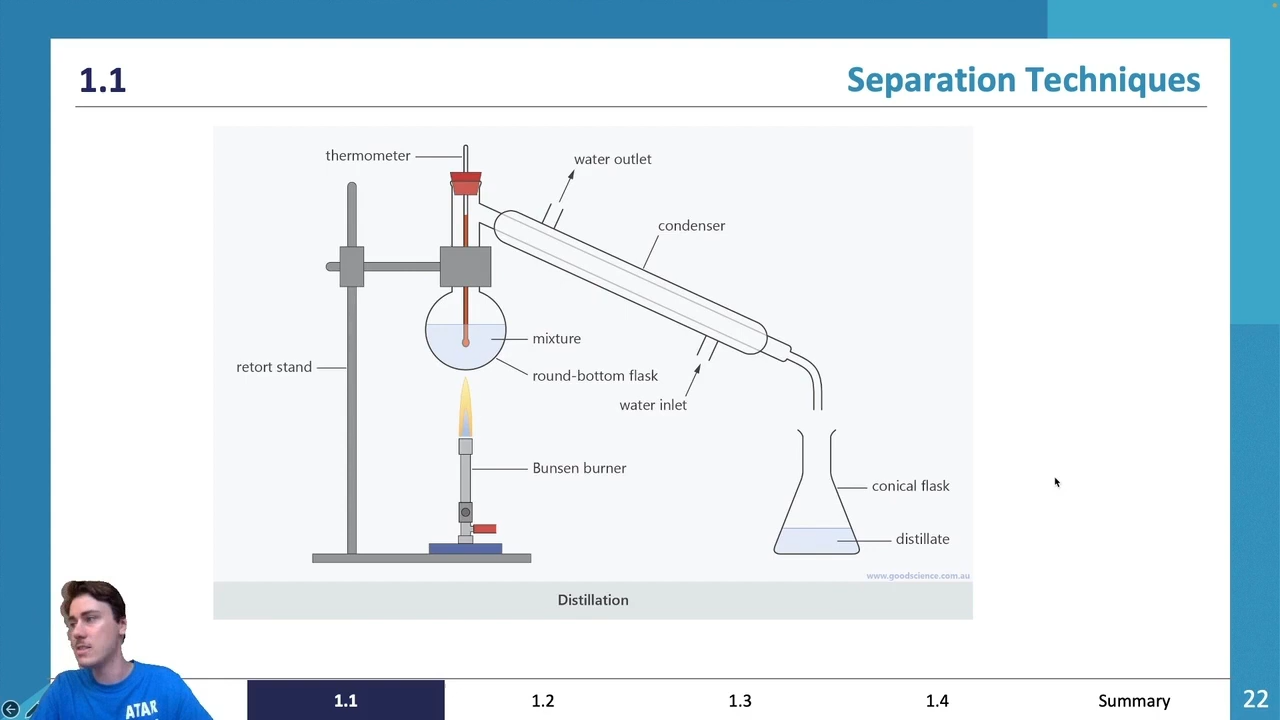 1.1
Separation Techniques
thermometer
water outlet
condenser
mixture
retort stand
round-bottom flask
water inlet
Bunsen burner
conical flask
distillate
www.goodscience.com.au
Distillation
ATAR
1.1
1.2
1.3
1.4
Summary
22